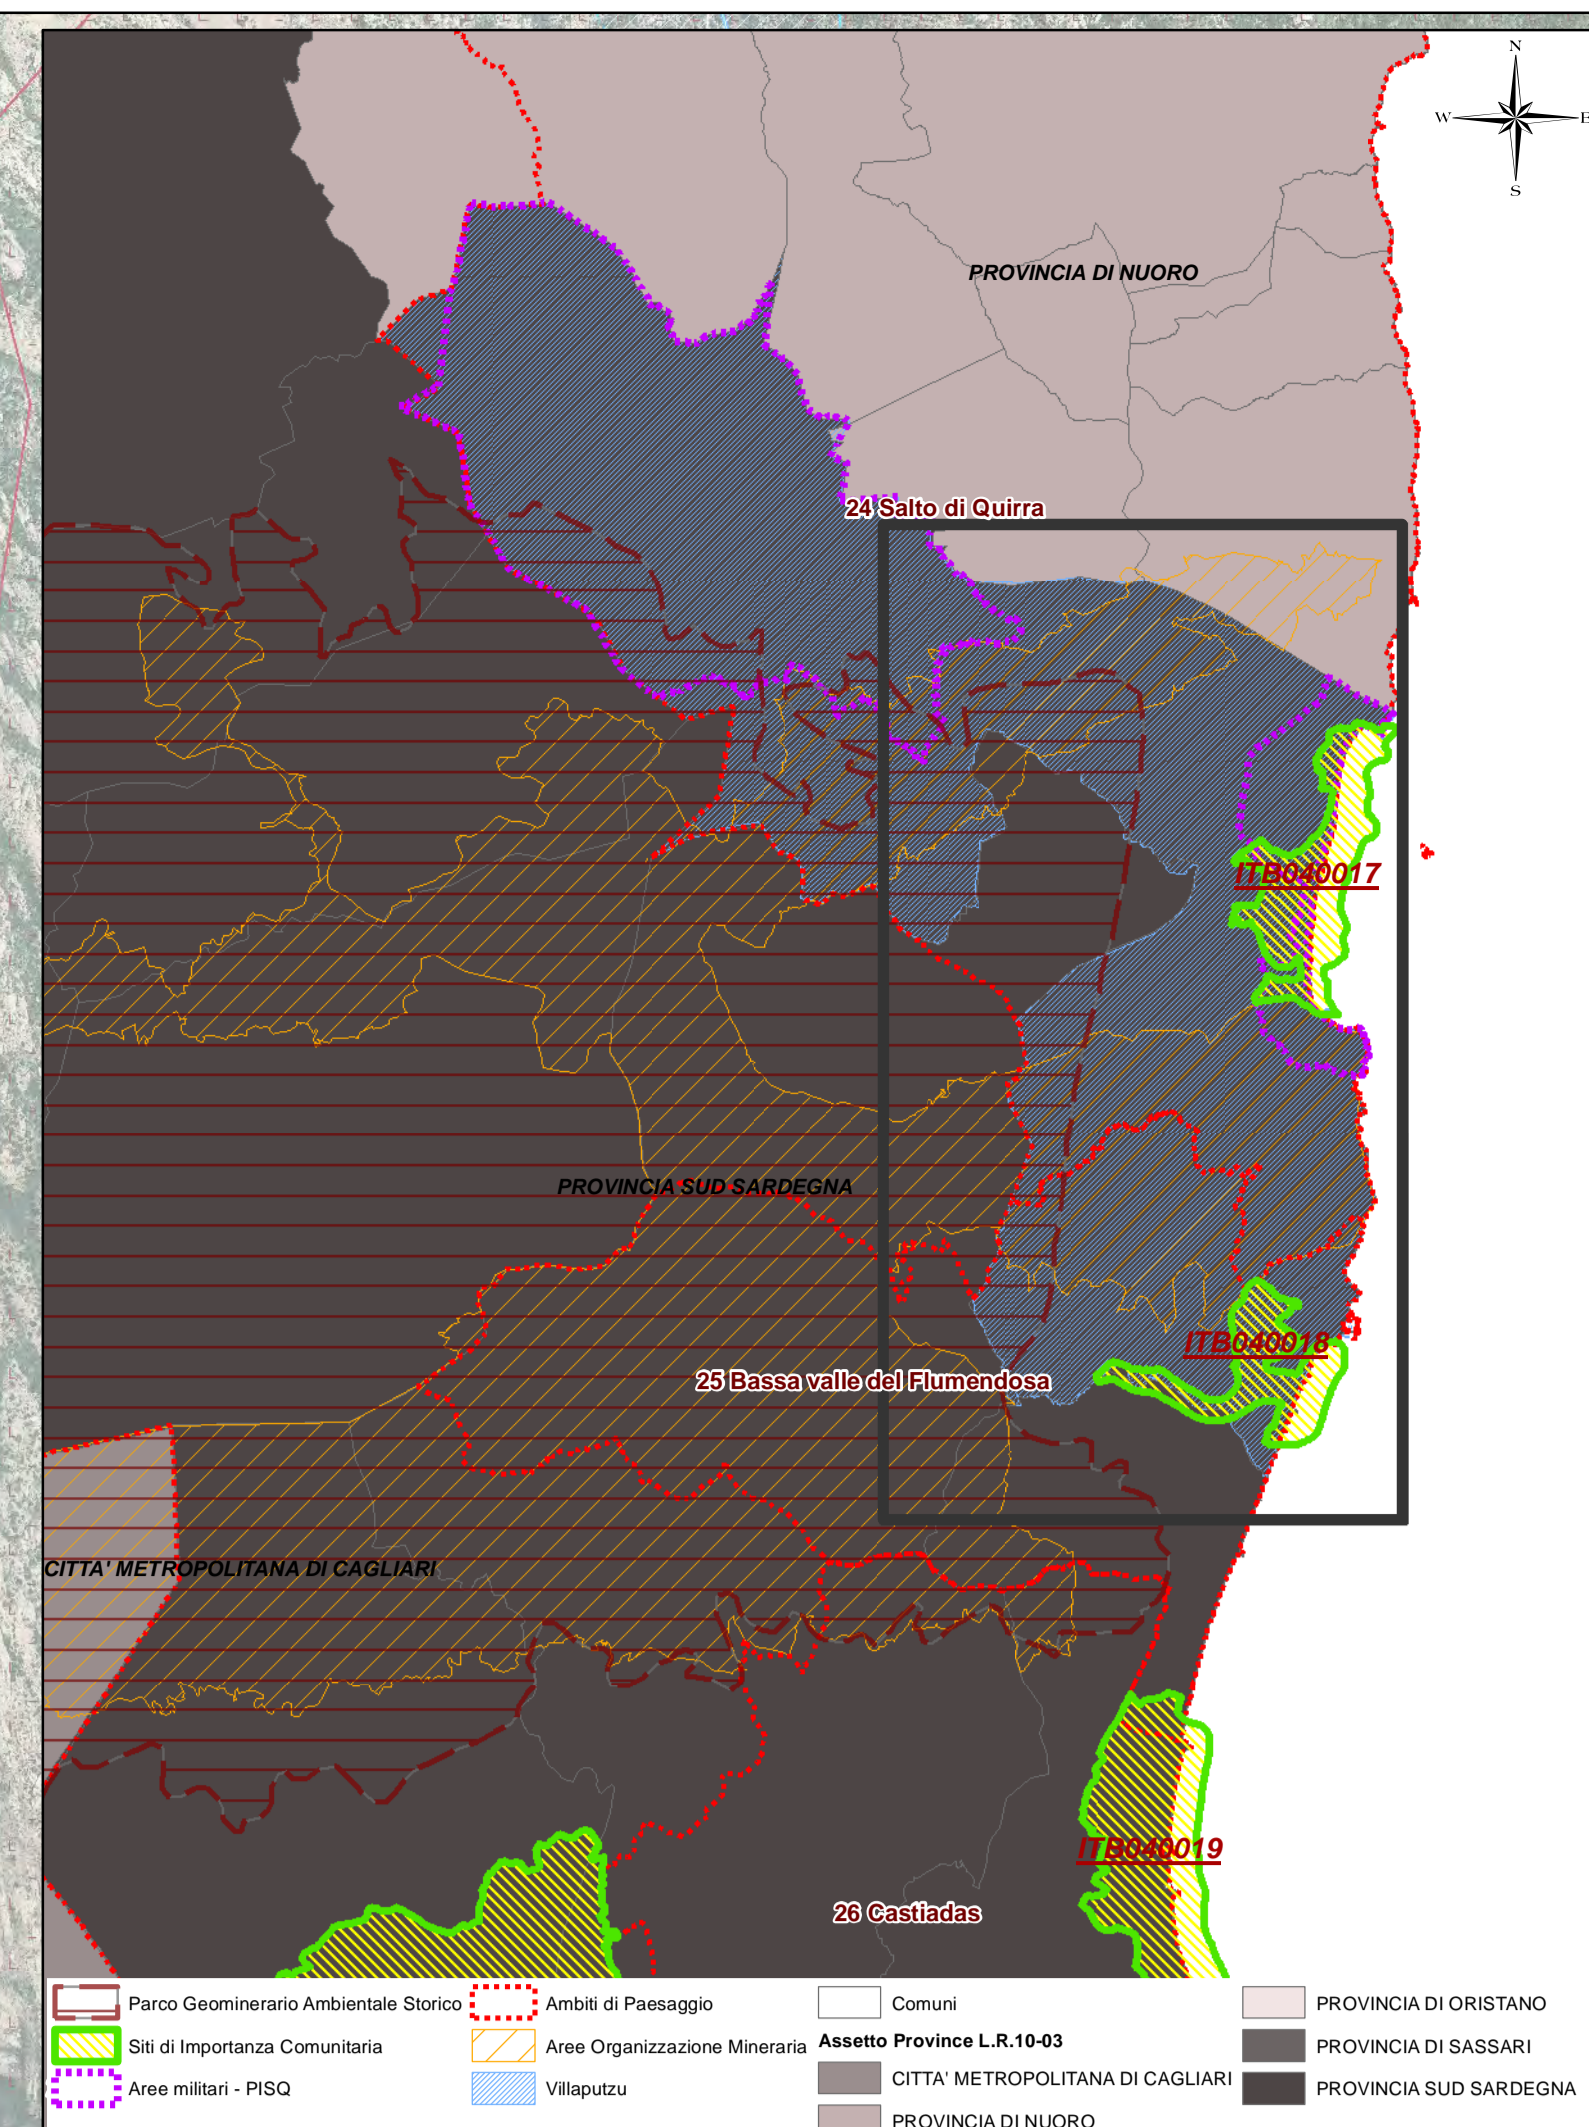 N
W E
S
PROVINCIA DI NUORO
24 Salto di Quirra
ITB040017
PROVINCIA SUD SARDEGNA
ITB040018
25 Bassa valle del Flumendosa
CITTA' METROPOLITANA DI CAGLIARI
ITB040019
26 Castiadas
Parco Geominerario Ambientale Storico
Siti di Importanza Comunitaria
Aree militari - PISQ
Ambiti di Paesaggio
Aree Organizzazione Mineraria
Villaputzu
Comuni
Assetto Province L.R.10-03
CITTA' METROPOLITANA DI CAGLIARI
PROVINCIA DI NUORO
PROVINCIA DI ORISTANO
PROVINCIA DI SASSARI
PROVINCIA SUD SARDEGNA